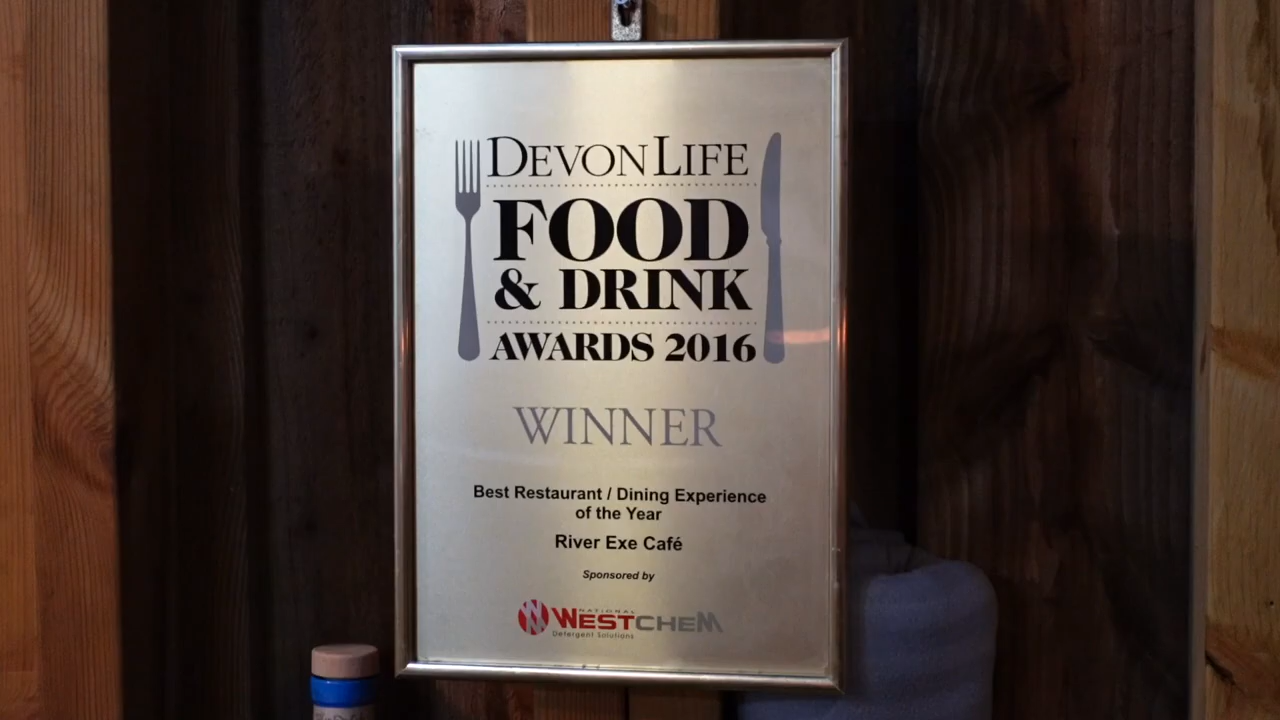 DEVON LIFE
FOOD
& DRINK
AWARDS 2016
WINNER
Best Restaurant / Dining Experience
of the Year
River Exe Café
Sponsored by
NATIONAL
WESTCHEM
Detergent Solutions